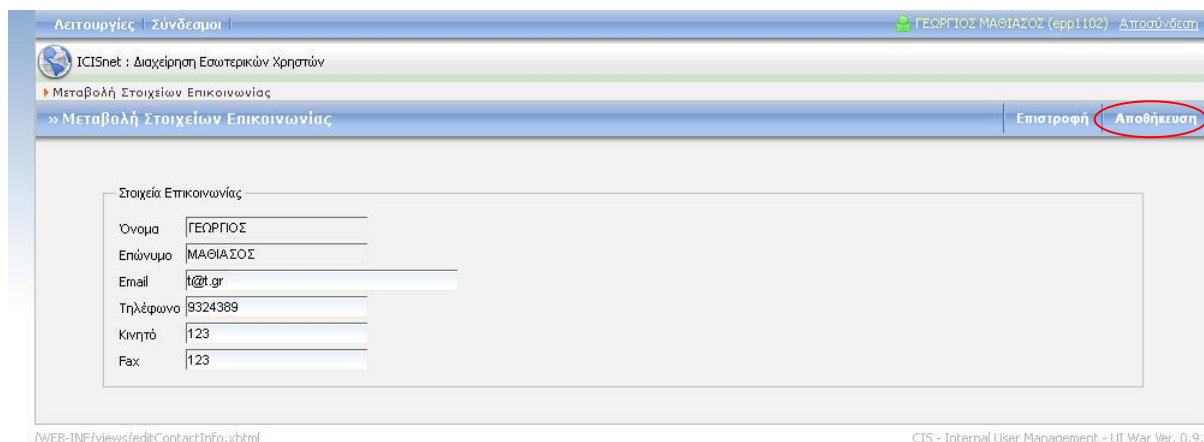 Λειτουργίες | Σύνδεσμοι |
ΓΕΩΡΓΙΟΣ ΜΑΘΙΑΣΟΣ (epp1102) Αποσύνδεση
ICISnet : Διαχείρηση Εσωτερικών Χρηστών
Μεταβολή Στοιχείων Επικοινωνίας
» Μεταβολή Στοιχείων Επικοινωνίας
Επιστροφή Αποθήκευση
Στοιχεία Επικοινωνίας
Όνομα ΓΕΩΡΓΙΟΣ
Επώνυμο ΜΑΘΙΑΣΟΣ
Email t@t.gr
Τηλέφωνο 9324389
Κινητό 123
Fax 123
/WEB-INF/views/editContactInfo.xhtml
CIS - Internal User Management - UI War Ver. 0.9